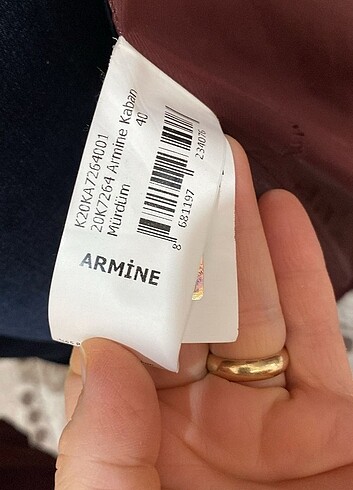 K20KA7264001
20K7264 Armine Kaban
Mürdüm
40
8 681197 234076
ARMİNE